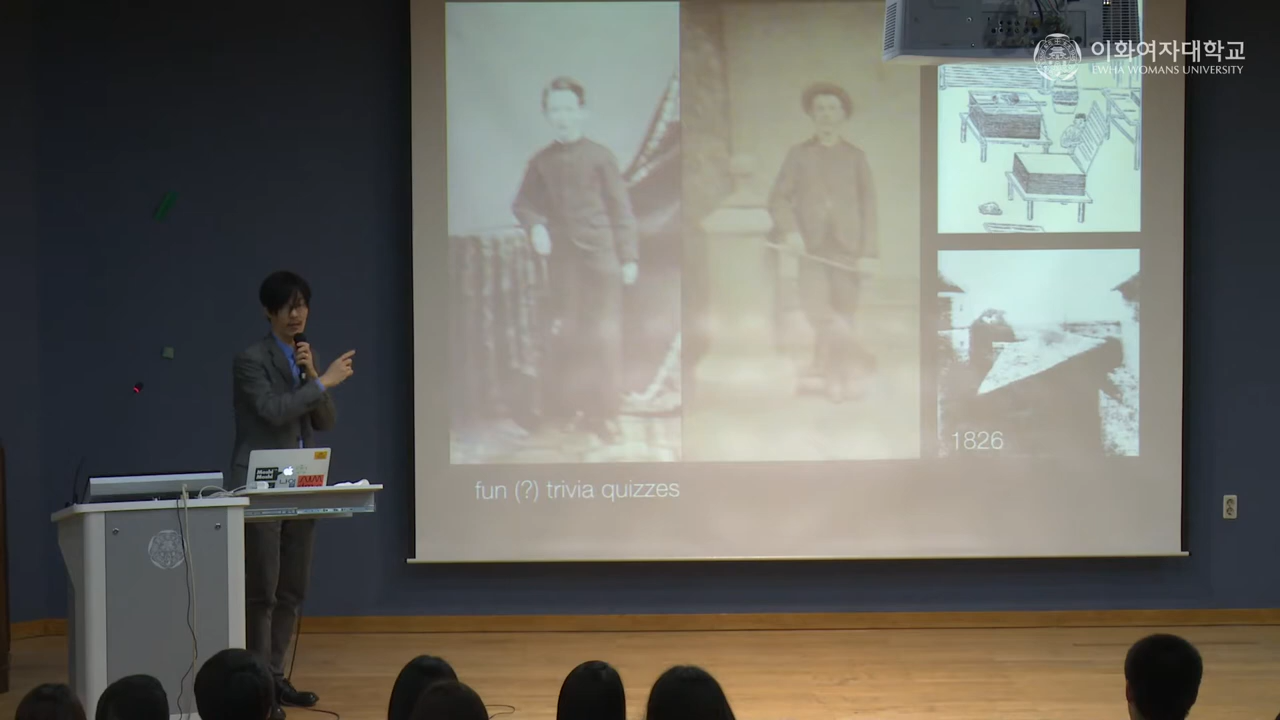 이화여자대학교
EWHA WOMANS UNIVERSITY
1826
fun (?) trivia quizzes